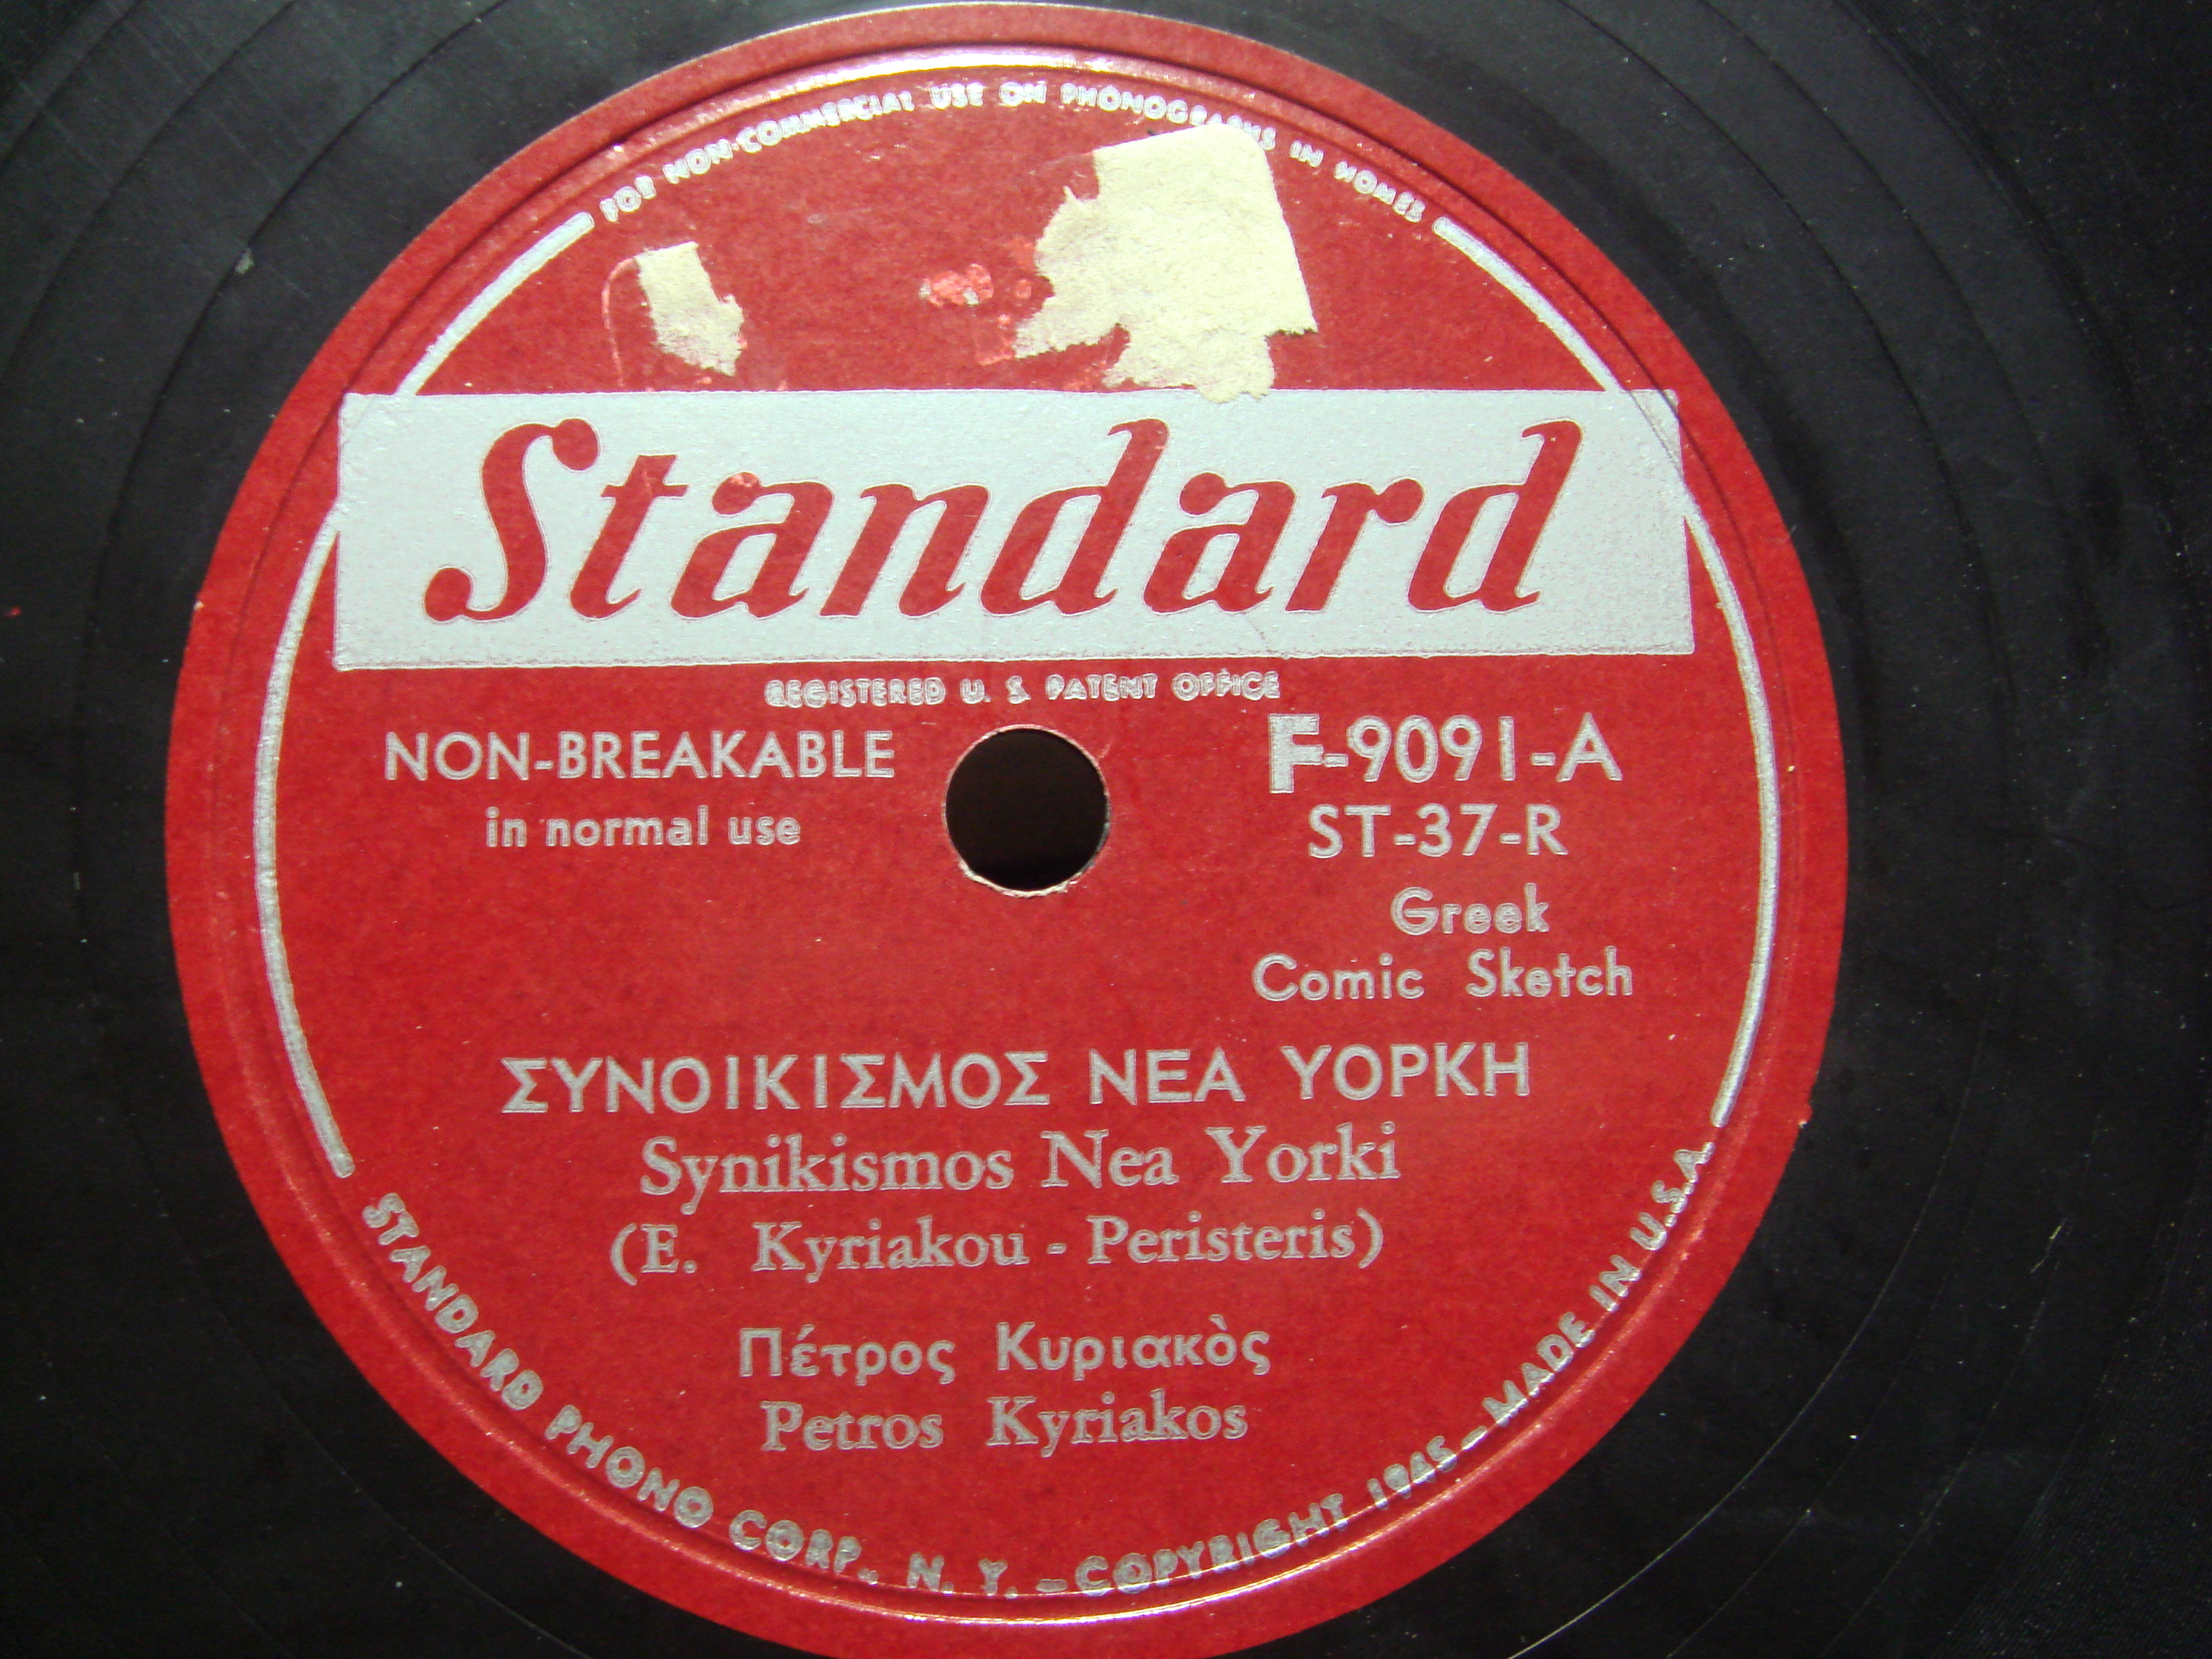 FOR NON-COMMERCIAL USE ON PHONOGRAPHS IN HOMES
Standard
REGISTERED U. S. PATENT OFFICE
NON-BREAKABLE
in normal use
F-9091-A
ST-37-R
Greek
Comic Sketch
ΣΥΝΟΙΚΙΣΜΟΣ ΝΕΑ ΥΟΡΚΗ
Synikismos Nea Yorki
(E. Kyriakou - Peristeris)
Πέτρος Κυριακὸς
Petros Kyriakos
STANDARD PHONO CORP., N. Y. - COPYRIGHT 1945 - MADE IN U.S.A.